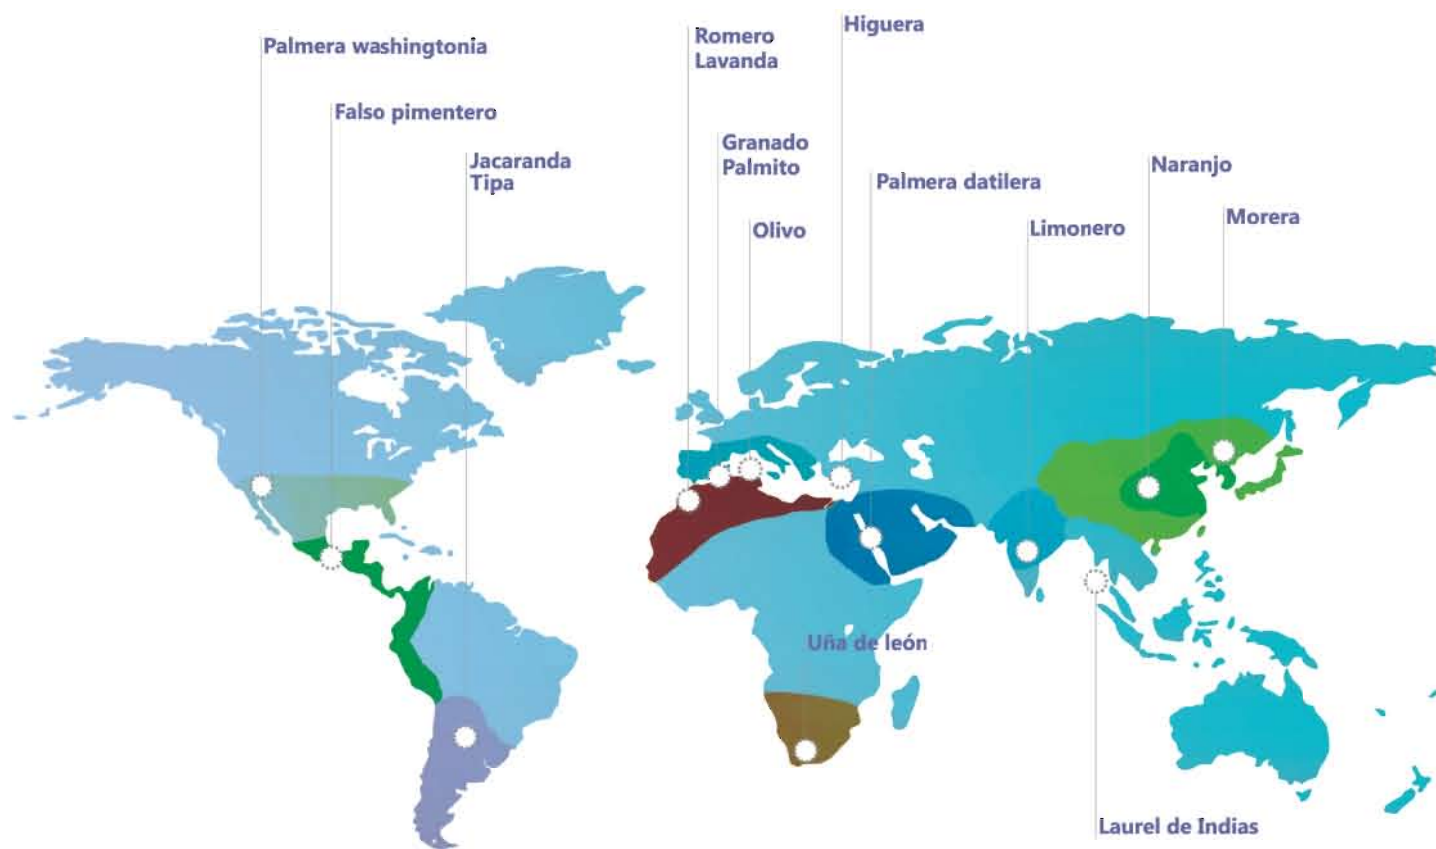 Palmera washingtonia
Falso pimentero
Jacaranda
Tipa
Romero
Lavanda
Granado
Palmito
Olivo
Higuera
Palmera datilera
Limonero
Naranjo
Morera
Uña de león
Laurel de Indias